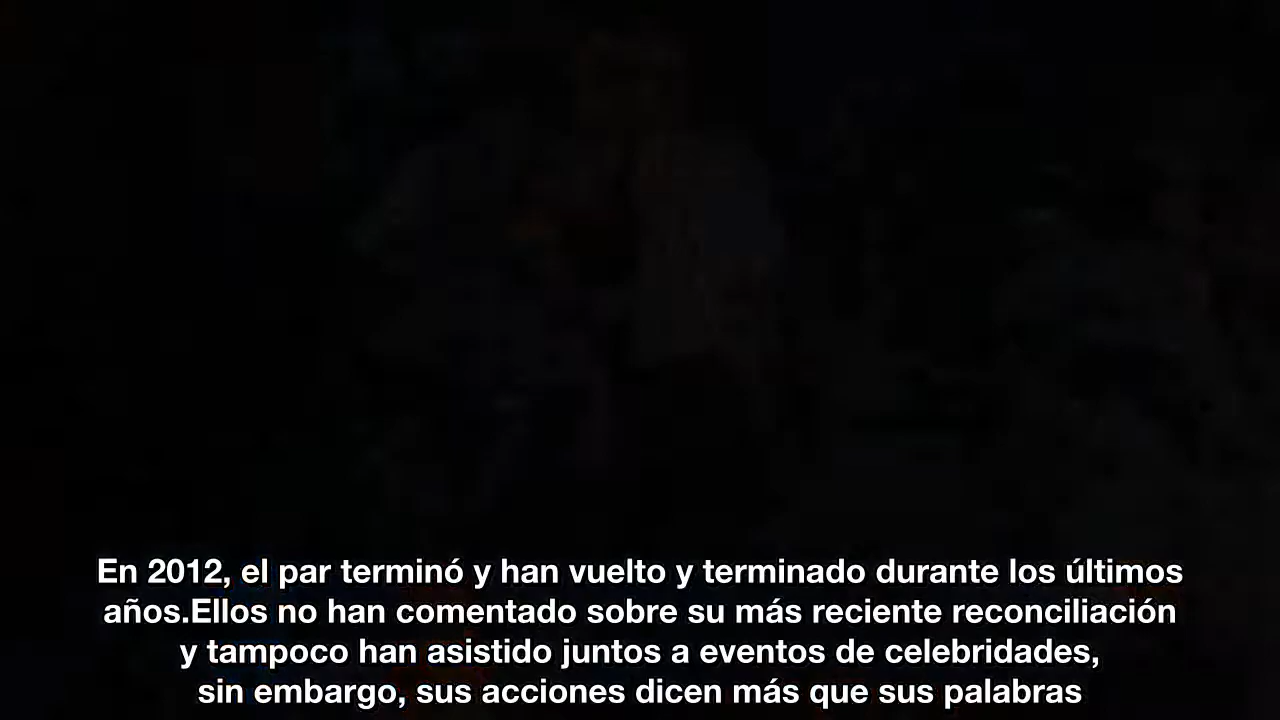 En 2012, el par terminó y han vuelto y terminado durante los últimos
años.Ellos no han comentado sobre su más reciente reconciliación
y tampoco han asistido juntos a eventos de celebridades,
sin embargo, sus acciones dicen más que sus palabras